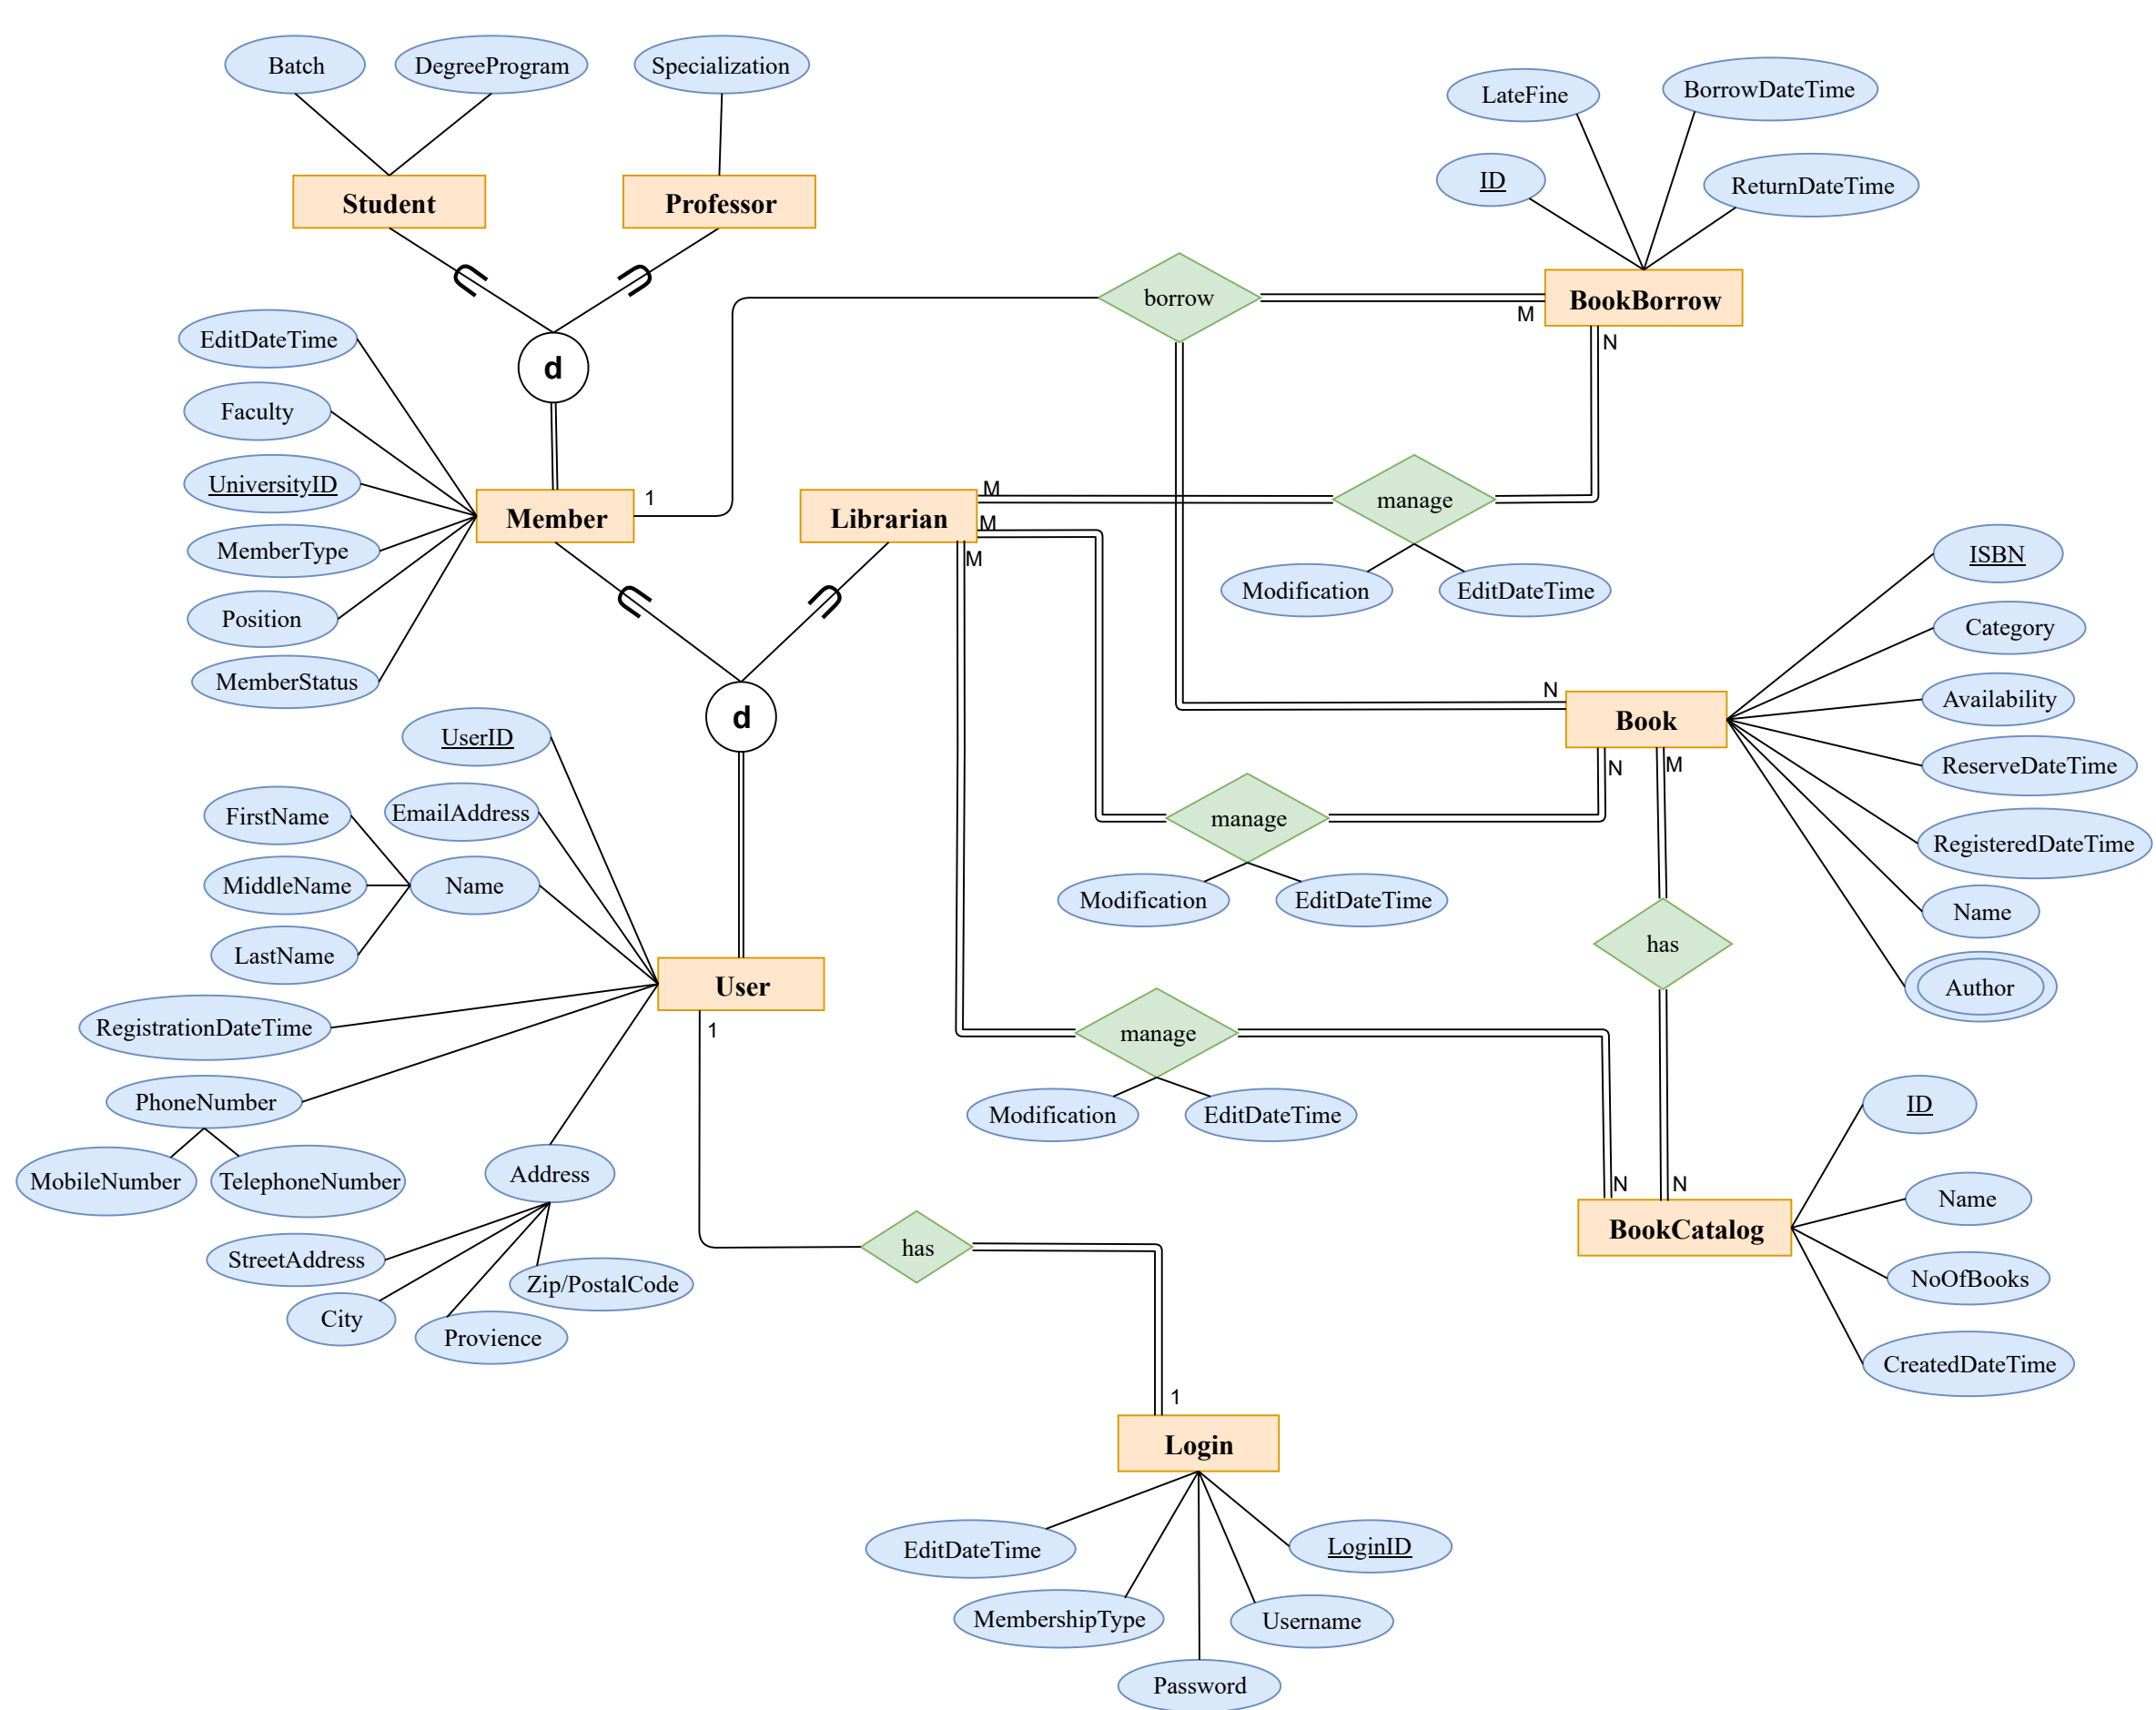 Batch
DegreeProgram
Specialization
LateFine
BorrowDateTime
ID
ReturnDateTime
Student
Professor
borrow
BookBorrow
M
N
EditDateTime
d
Faculty
UniversityID
Member
1
Librarian
M
M
M
manage
MemberType
Modification
EditDateTime
Position
MemberStatus
ISBN
Category
Availability
ReserveDateTime
RegisteredDateTime
Name
Author
N
Book
N
M
d
UserID
EmailAddress
FirstName
MiddleName
Name
LastName
manage
Modification
EditDateTime
has
User
1
RegistrationDateTime
PhoneNumber
MobileNumber
TelephoneNumber
Address
StreetAddress
City
Provience
Zip/PostalCode
manage
Modification
EditDateTime
N
N
BookCatalog
ID
Name
NoOfBooks
CreatedDateTime
has
1
Login
EditDateTime
LoginID
MembershipType
Username
Password